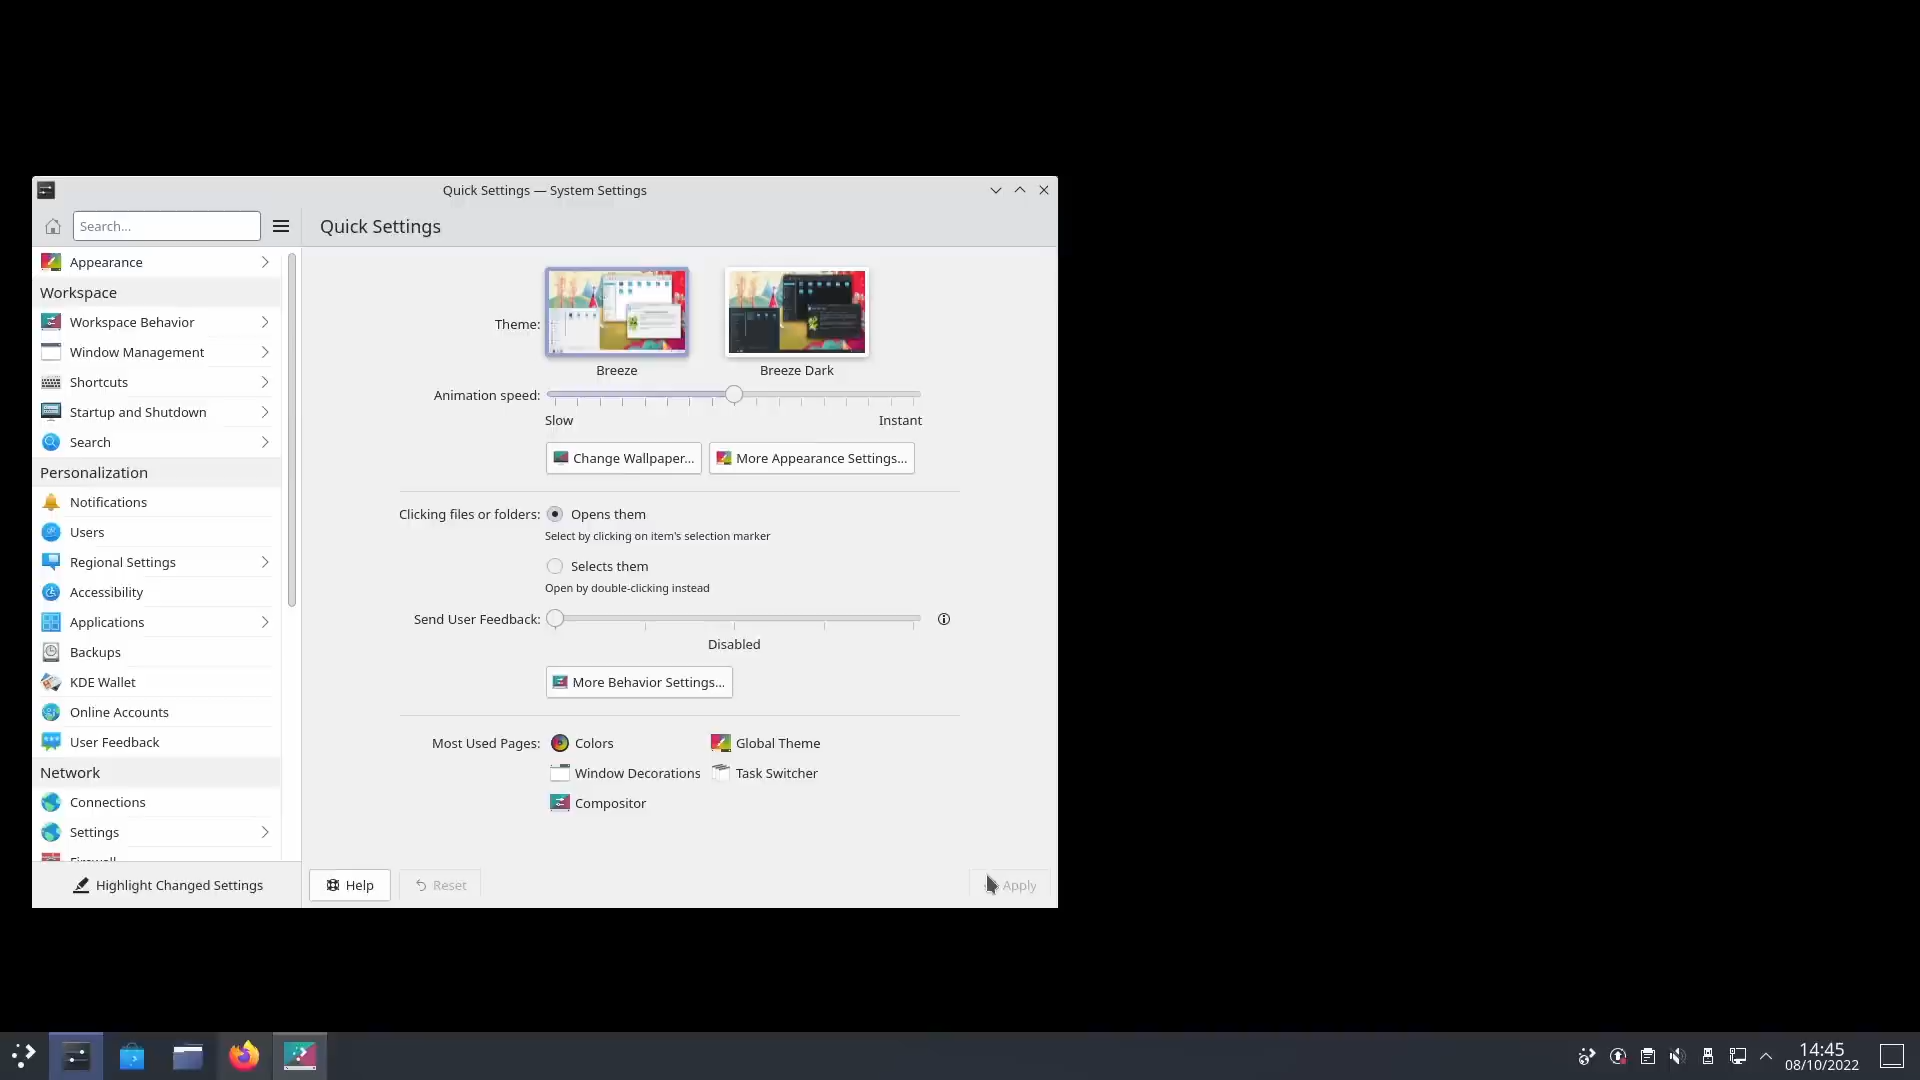 Quick Settings — System Settings
Search...
Quick Settings
Appearance
Workspace
Workspace Behavior
Window Management
Shortcuts
Startup and Shutdown
Search
Personalization
Notifications
Users
Regional Settings
Accessibility
Applications
Backups
KDE Wallet
Online Accounts
User Feedback
Network
Connections
Settings
Firewall
Highlight Changed Settings
Theme:
Breeze
Breeze Dark
Animation speed:
Slow
Instant
Change Wallpaper...
More Appearance Settings...
Clicking files or folders:
Opens them
Select by clicking on item's selection marker
Selects them
Open by double-clicking instead
Send User Feedback:
Disabled
More Behavior Settings...
Most Used Pages:
Colors
Global Theme
Window Decorations
Task Switcher
Compositor
Help
Reset
Apply
14:45
08/10/2022